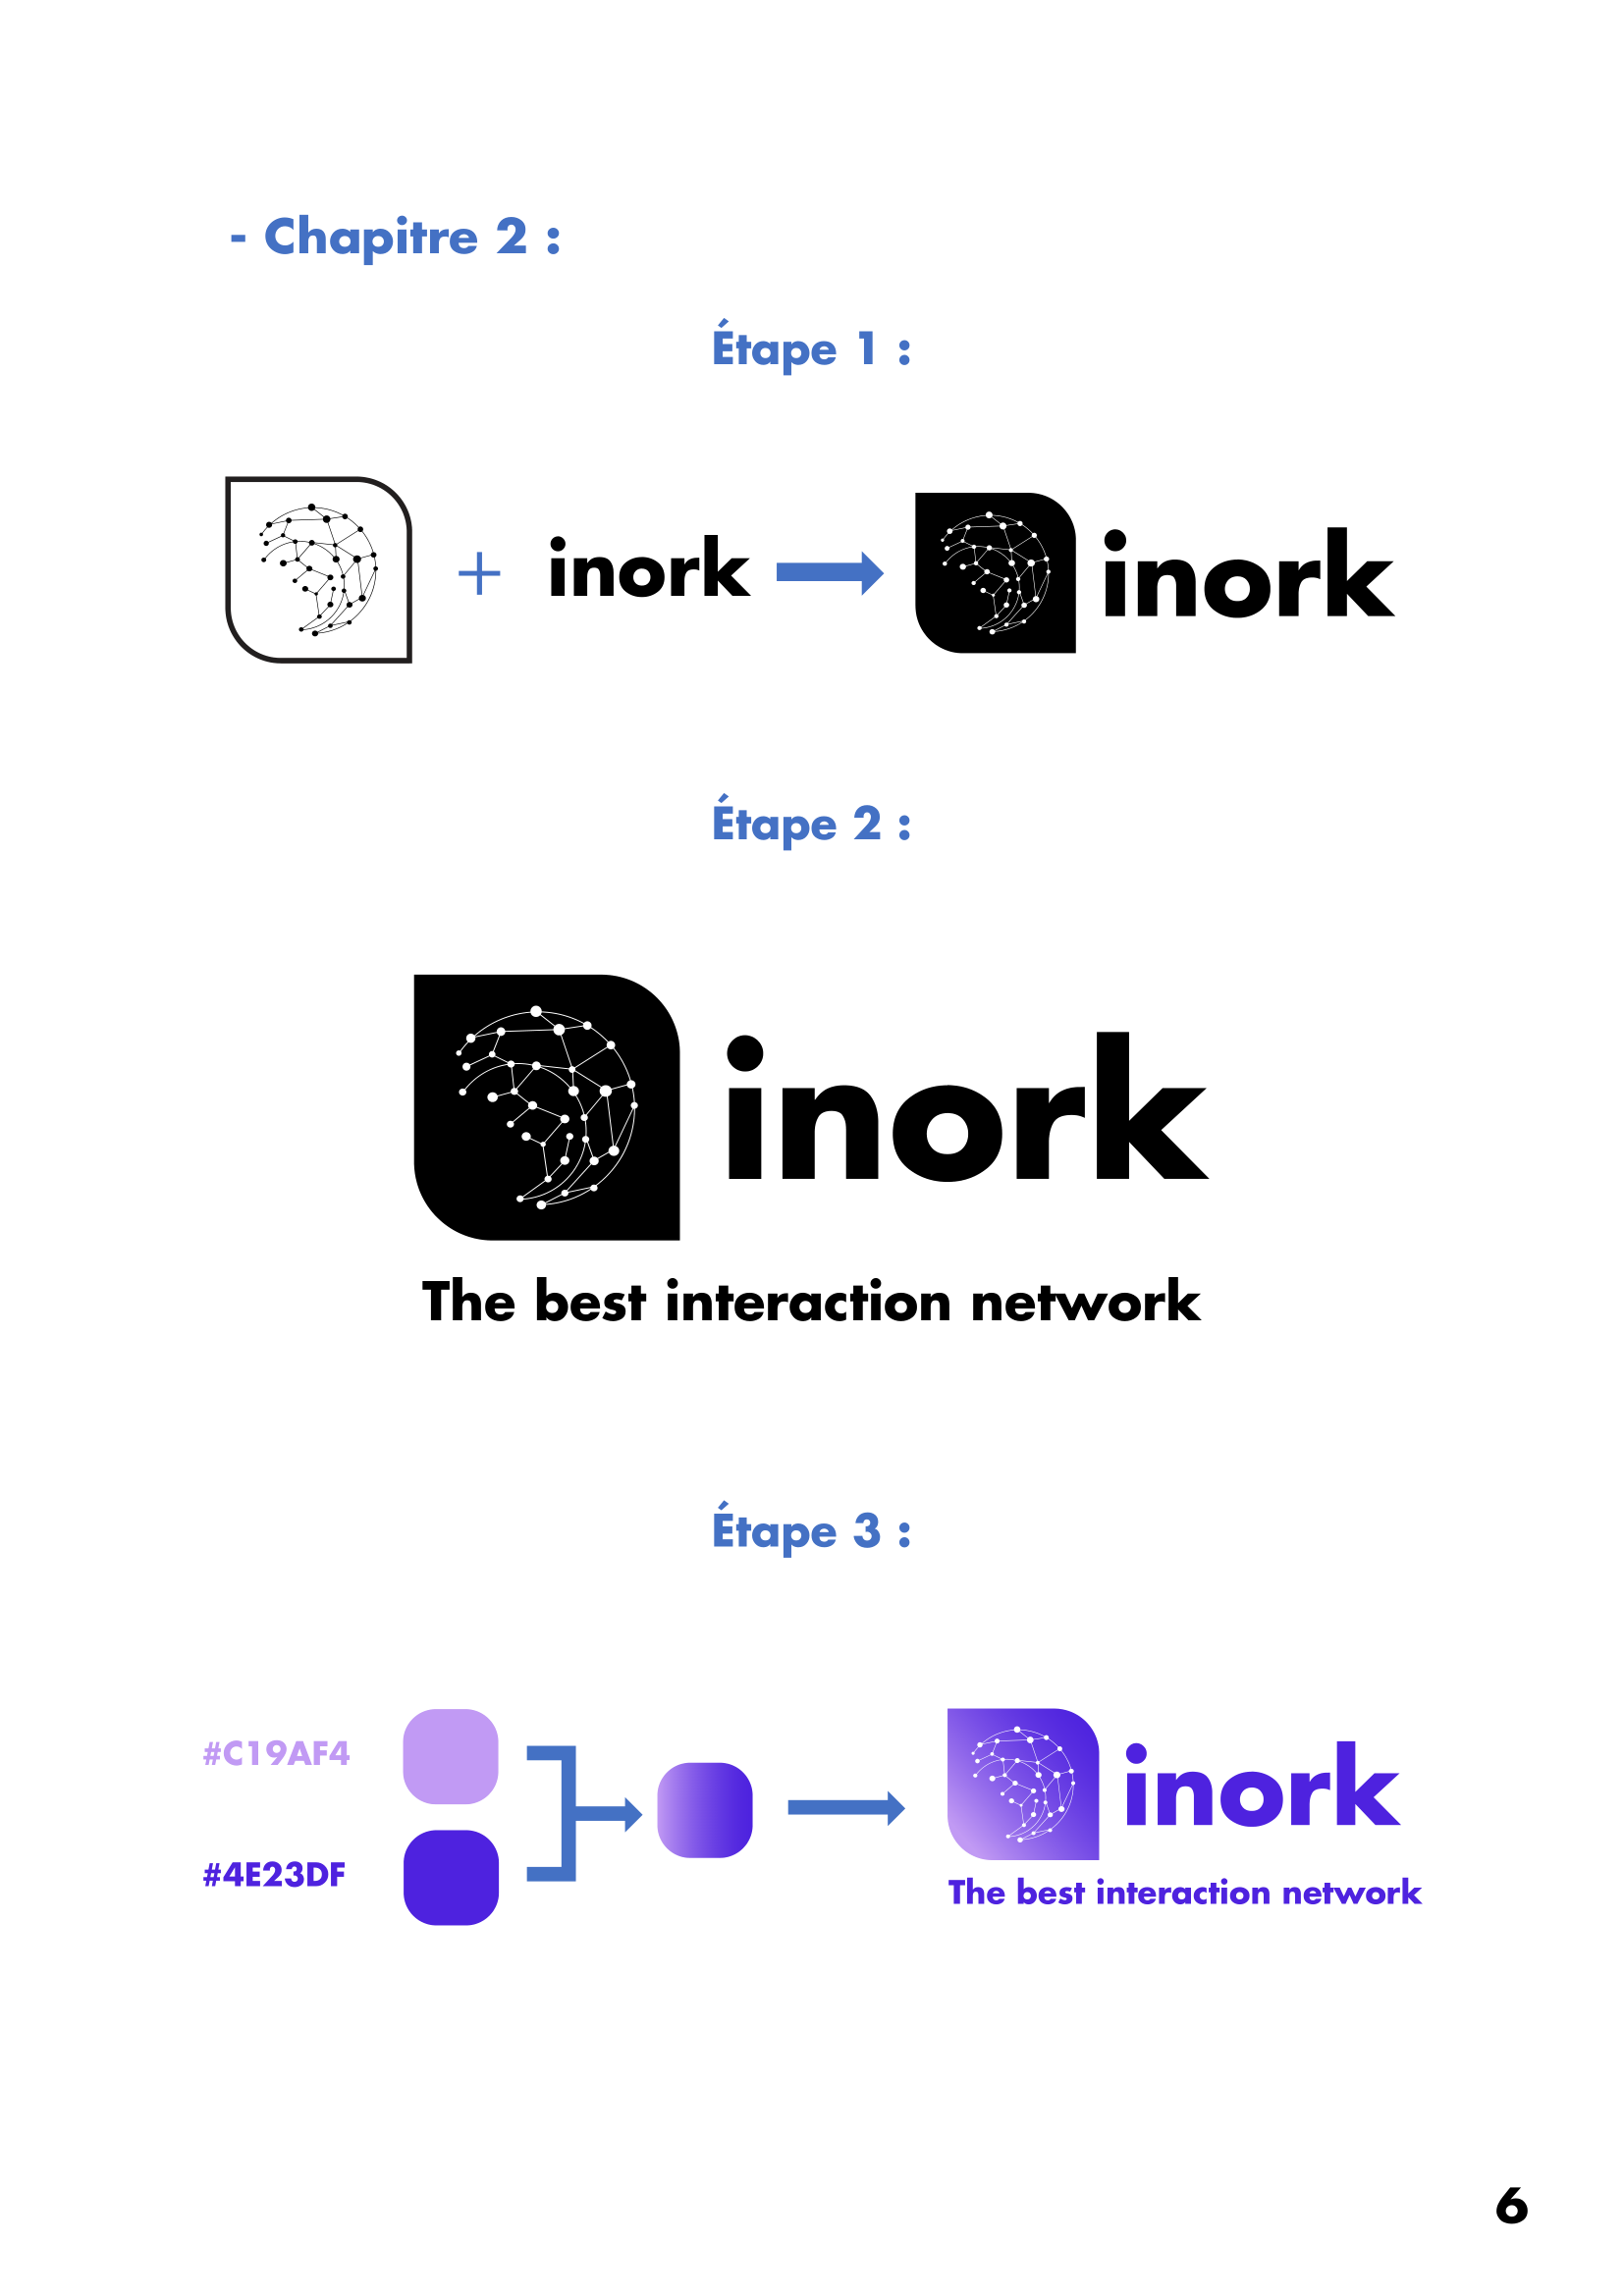 - Chapitre 2 :
Étape 1 :
+ inork inork
Étape 2 :
inork
The best interaction network
Étape 3 :
#C19AF4
#4E23DF
inork
The best interaction network
6